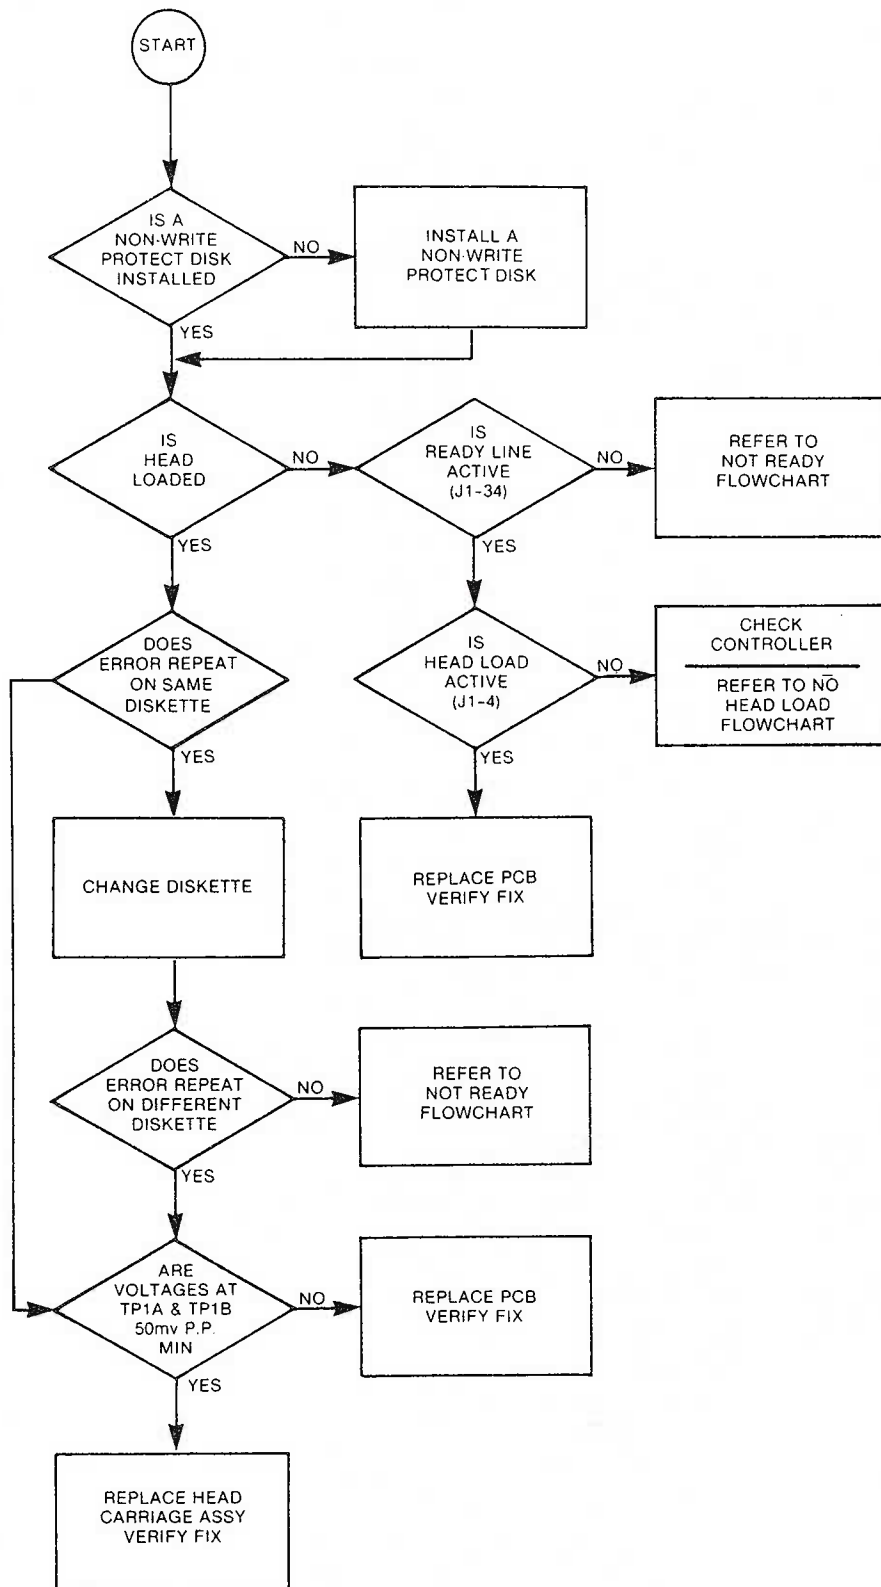 START
IS A
NON-WRITE
PROTECT DISK
INSTALLED
NO
INSTALL A
NON-WRITE
PROTECT DISK
YES
IS
HEAD
LOADED
NO
IS
READY LINE
ACTIVE
(J1-34)
NO
REFER TO
NOT READY
FLOWCHART
YES
YES
DOES
ERROR REPEAT
ON SAME
DISKETTE
IS
HEAD LOAD
ACTIVE
(J1-4)
NO
CHECK
CONTROLLER
REFER TO NO
HEAD LOAD
FLOWCHART
YES
YES
CHANGE DISKETTE
REPLACE PCB
VERIFY FIX
DOES
ERROR REPEAT
ON DIFFERENT
DISKETTE
NO
REFER TO
NOT READY
FLOWCHART
YES
ARE
VOLTAGES AT
TP1A & TP1B
50mv P.P.
MIN
NO
REPLACE PCB
VERIFY FIX
YES
REPLACE HEAD
CARRIAGE ASSY
VERIFY FIX